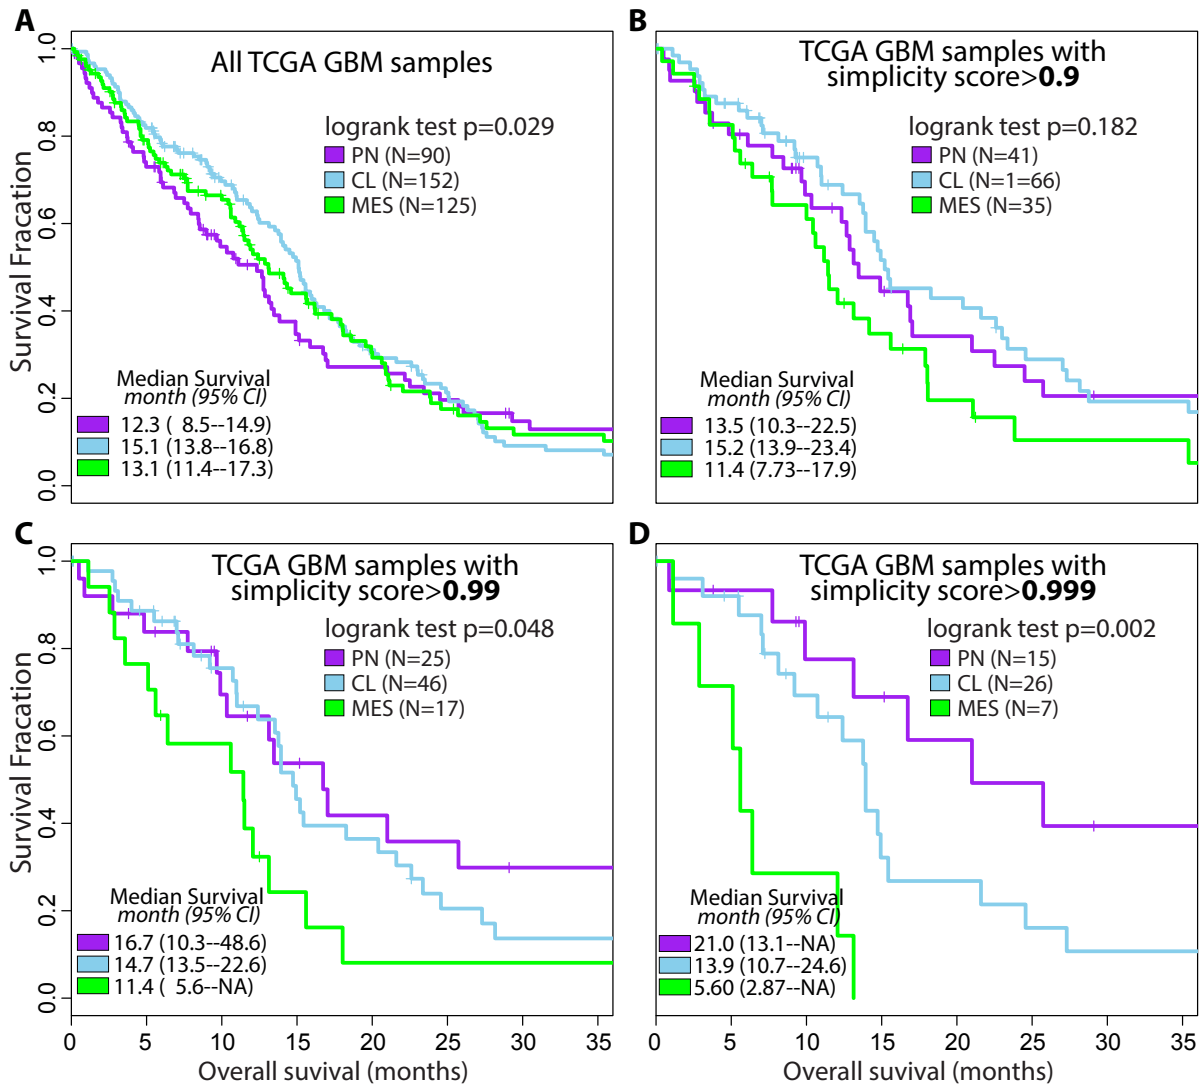 A
All TCGA GBM samples
logrank test p=0.029
PN (N=90)
CL (N=152)
MES (N=125)
Median Survival
month (95% CI)
12.3 ( 8.5--14.9)
15.1 (13.8--16.8)
13.1 (11.4--17.3)
Survival Fracation
1.0
0.8
0.6
0.4
0.2
0.0
B
TCGA GBM samples with
simplicity score>0.9
logrank test p=0.182
PN (N=41)
CL (N=1=66)
MES (N=35)
Median Survival
month (95% CI)
13.5 (10.3--22.5)
15.2 (13.9--23.4)
11.4 (7.73--17.9)
C
TCGA GBM samples with
simplicity score>0.99
logrank test p=0.048
PN (N=25)
CL (N=46)
MES (N=17)
Median Survival
month (95% CI)
16.7 (10.3--48.6)
14.7 (13.5--22.6)
11.4 ( 5.6--NA)
Survival Fracation
1.0
0.8
0.6
0.4
0.2
0.0
0 5 10 15 20 25 30 35
Overall suvival (months)
D
TCGA GBM samples with
simplicity score>0.999
logrank test p=0.002
PN (N=15)
CL (N=26)
MES (N=7)
Median Survival
month (95% CI)
21.0 (13.1--NA)
13.9 (10.7--24.6)
5.60 (2.87--NA)
0 5 10 15 20 25 30 35
Overall suvival (months)